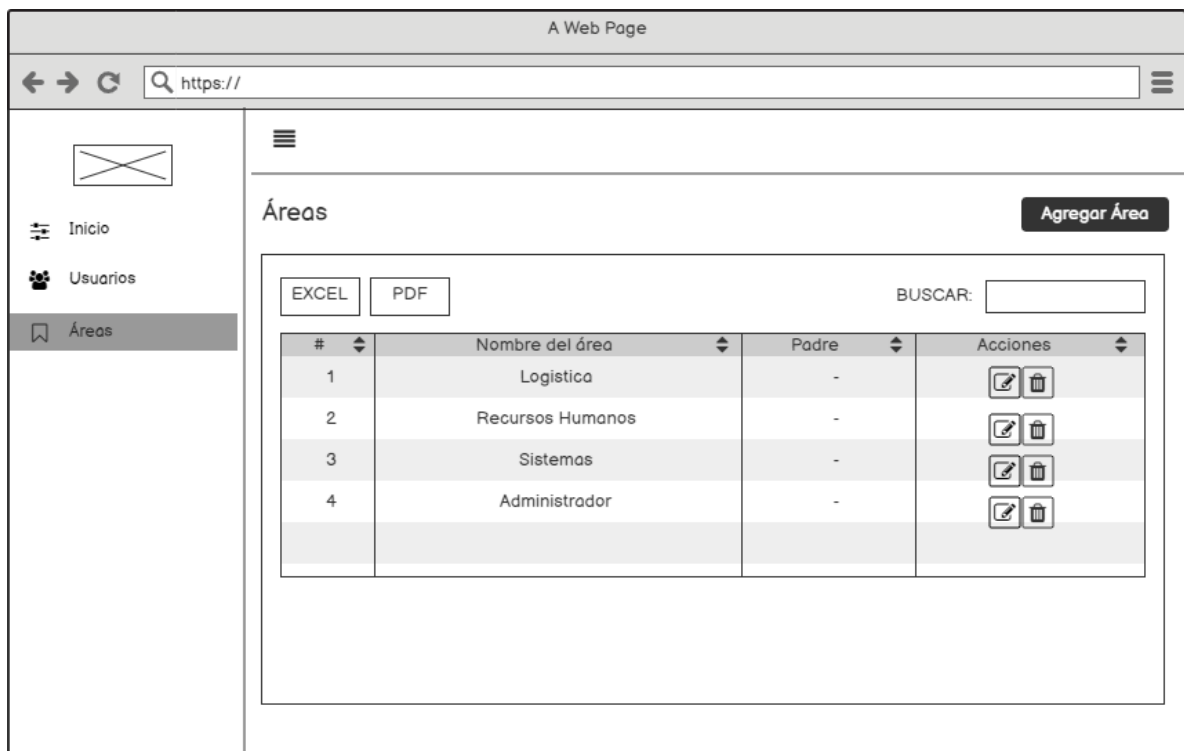 A Web Page
https://
Inicio
Usuarios
Áreas
Áreas
Agregar Área
EXCEL PDF BUSCAR:
# Nombre del área Padre Acciones
1 Logistica -
2 Recursos Humanos -
3 Sistemas -
4 Administrador -